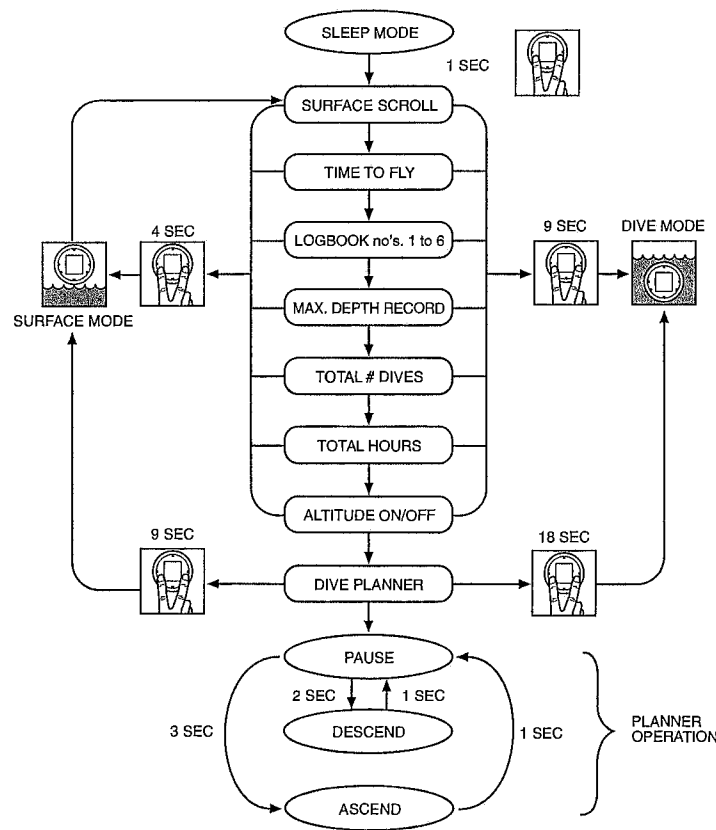 SLEEP MODE
1 SEC
SURFACE SCROLL
TIME TO FLY
4 SEC
LOGBOOK no's. 1 to 6
9 SEC
DIVE MODE
SURFACE MODE
MAX. DEPTH RECORD
TOTAL # DIVES
TOTAL HOURS
ALTITUDE ON/OFF
9 SEC
18 SEC
DIVE PLANNER
PAUSE
2 SEC
1 SEC
3 SEC
DESCEND
1 SEC
PLANNER
OPERATION
ASCEND